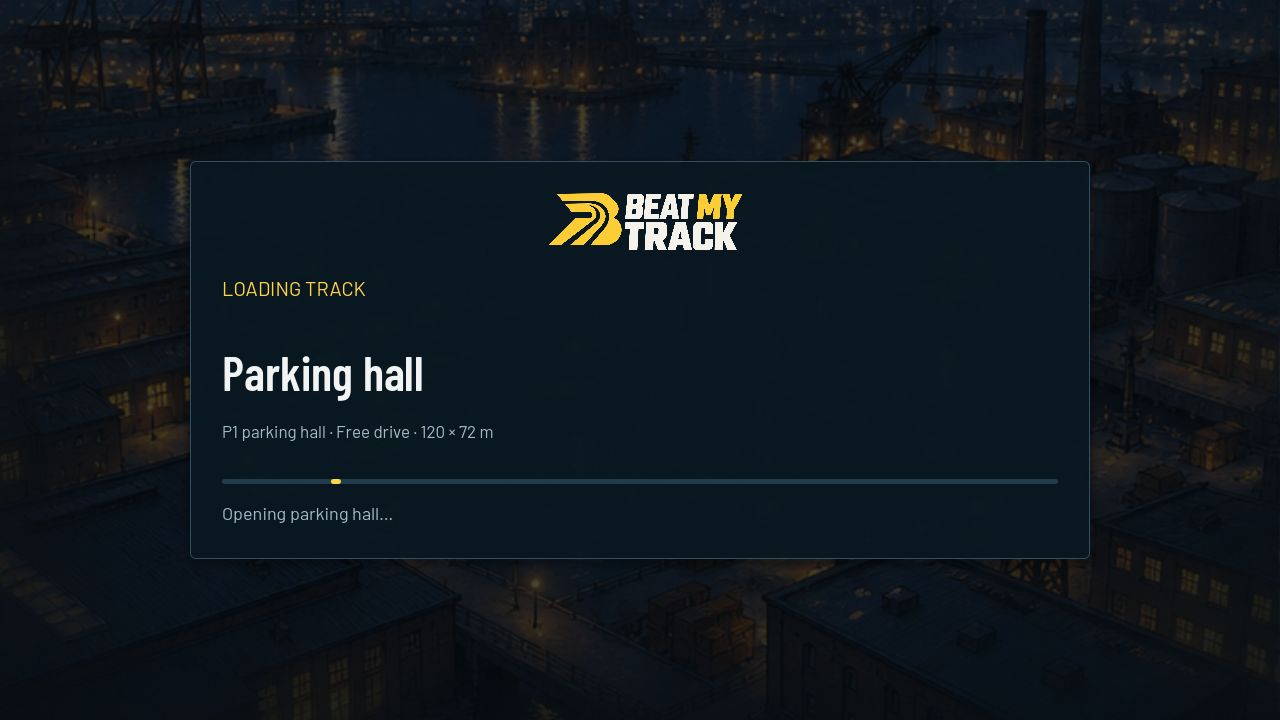 BEAT MY
TRACK
LOADING TRACK
Parking hall
P1 parking hall · Free drive · 120 × 72 m
Opening parking hall...